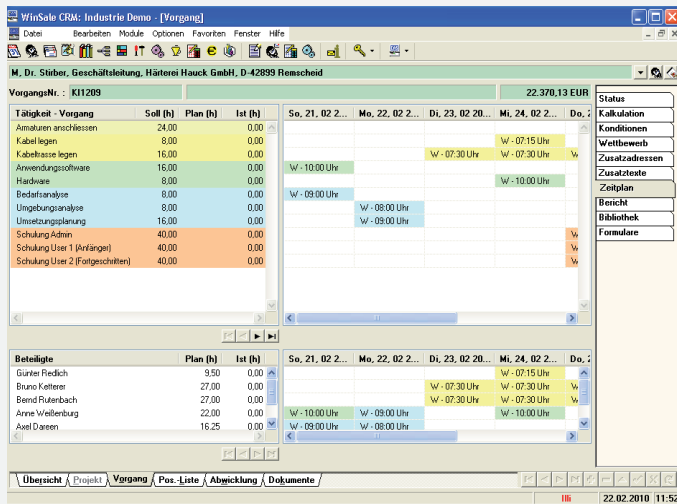 WinSale CRM: Industrie Demo - [Vorgang]
Datei Bearbeiten Module Optionen Favoriten Fenster Hilfe
M, Dr. Stirber, Geschäftsleitung, Härterei Hauck GmbH, D-42899 Remscheid
VorgangsNr. : KI1209 22.370,13 EUR
Status
Kalkulation
Konditionen
Wettbewerb
Zusatzadressen
Zusatztexte
Zeitplan
Bericht
Bibliothek
Formulare
Tätigkeit - Vorgang Soll (h) Plan (h) Ist (h) So, 21, 02 2... Mo, 22, 02 2... Di, 23, 02 20... Mi, 24, 02 2... Do, 2
Armaturen anschliessen 24,00 0,00
Kabel legen 8,00 0,00 W - 07:15 Uhr
Kabeltrasse legen 16,00 0,00 W - 07:30 Uhr W - 07:30 Uhr W
Anwendungssoftware 16,00 0,00 W - 10:00 Uhr
Hardware 8,00 0,00 W - 10:00 Uhr
Bedarfsanalyse 8,00 0,00 W - 09:00 Uhr
Umgebungsanalyse 8,00 0,00 W - 08:00 Uhr
Umsetzungsplanung 16,00 0,00 W - 09:00 Uhr
Schulung Admin 40,00 0,00 W
Schulung User 1 (Anfänger) 40,00 0,00 W
Schulung User 2 (Fortgeschritten) 40,00 0,00 W
Beteiligte Plan (h) Ist (h) So, 21, 02 2... Mo, 22, 02 2... Di, 23, 02 20... Mi, 24, 02 2... Do, 2
Günter Redlich 9,50 0,00 W - 07:15 Uhr
Bruno Ketterer 27,00 0,00 W - 07:30 Uhr W - 07:30 Uhr W
Bernd Rutenbach 27,00 0,00 W - 07:30 Uhr W - 07:30 Uhr W
Anne Weißenburg 22,00 0,00 W - 10:00 Uhr W - 09:00 Uhr W - 10:00 Uhr
Axel Dareen 16,25 0,00 W - 09:00 Uhr W - 08:00 Uhr
Übersicht Projekt Vorgang Pos.-Liste Abwicklung Dokumente
22.02.2010 11:52